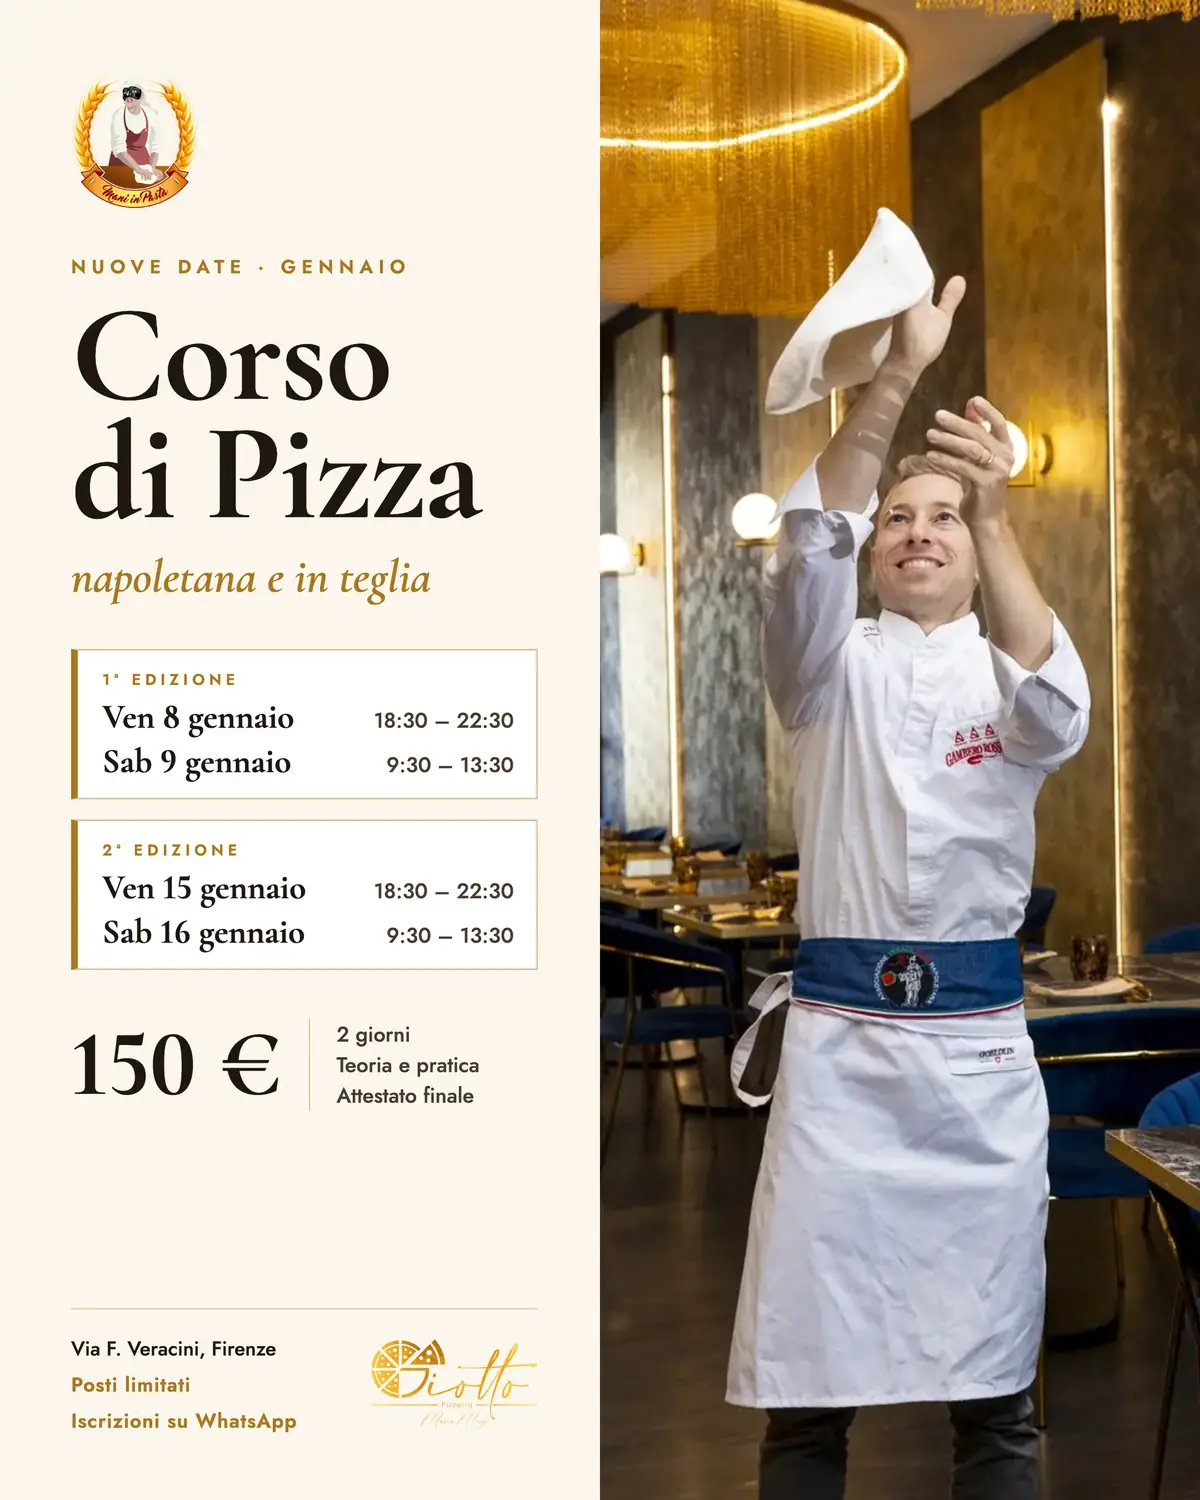 Mani in Pasta
NUOVE DATE · GENNAIO
Corso
di Pizza
napoletana e in teglia
1ª EDIZIONE
Ven 8 gennaio 18:30 – 22:30
Sab 9 gennaio 9:30 – 13:30
2ª EDIZIONE
Ven 15 gennaio 18:30 – 22:30
Sab 16 gennaio 9:30 – 13:30
150 €
2 giorni
Teoria e pratica
Attestato finale
Via F. Veracini, Firenze
Posti limitati
Iscrizioni su WhatsApp
Giotto
Pizzeria
GAMBERO ROSSO
GOELDLIN